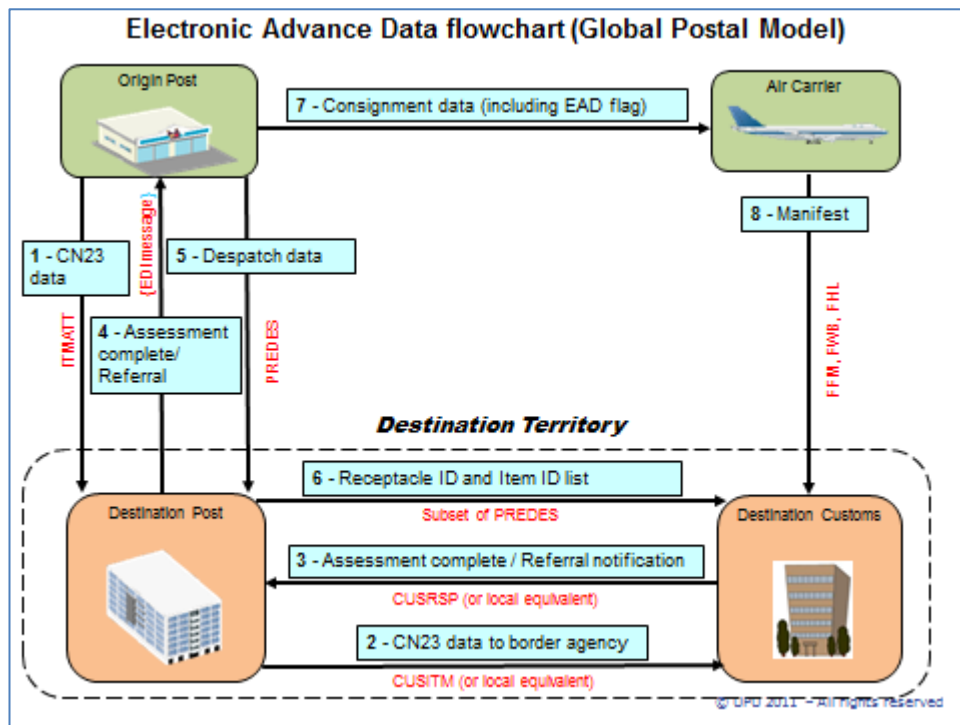 Electronic Advance Data flowchart (Global Postal Model)
Origin Post
Air Carrier
7 - Consignment data (including EAD flag)
8 - Manifest
1 - CN23
data
{EDI message}
5 - Despatch data
4 - Assessment
complete/
Referral
ITMATT
PREDES
FFM, FWB, FHL
Destination Territory
6 - Receptacle ID and Item ID list
Subset of PREDES
Destination Post
Destination Customs
3 - Assessment complete / Referral notification
CUSRSP (or local equivalent)
2 - CN23 data to border agency
CUSITM (or local equivalent)
© UPU 2011 – All rights reserved